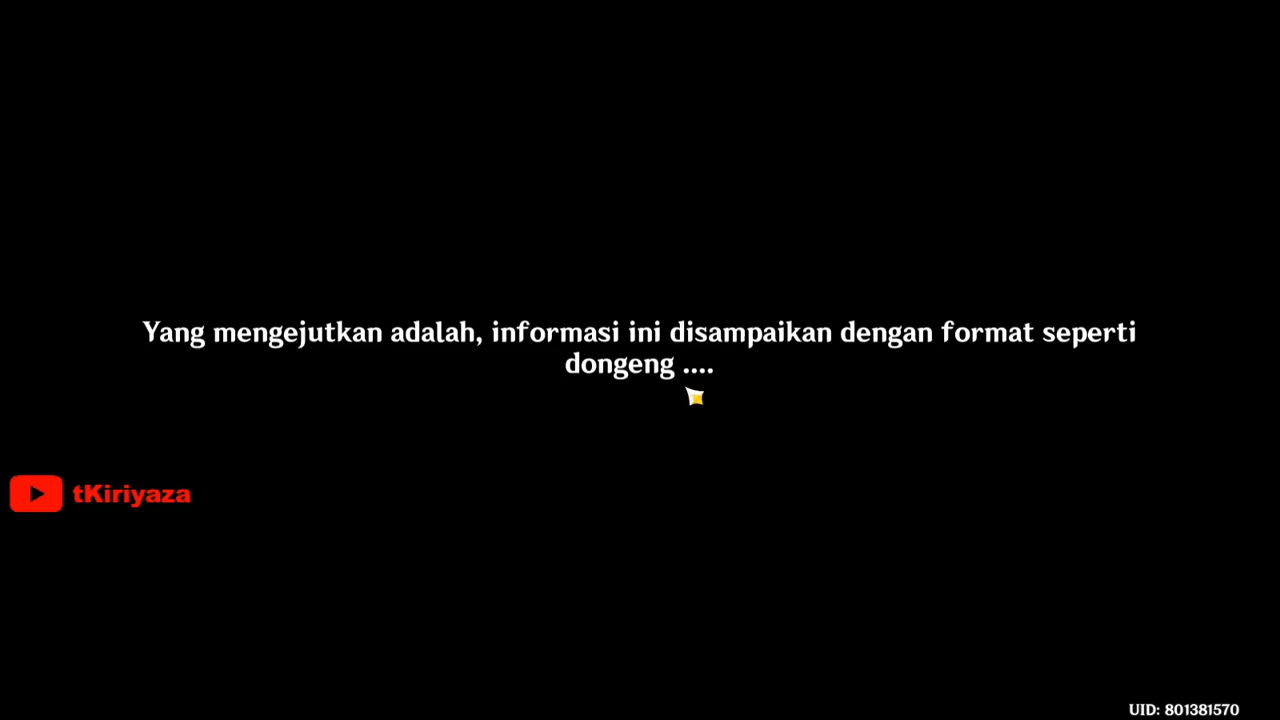 Yang mengejutkan adalah, informasi ini disampaikan dengan format seperti
dongeng ....
tKiriyaza
UID: 801381570